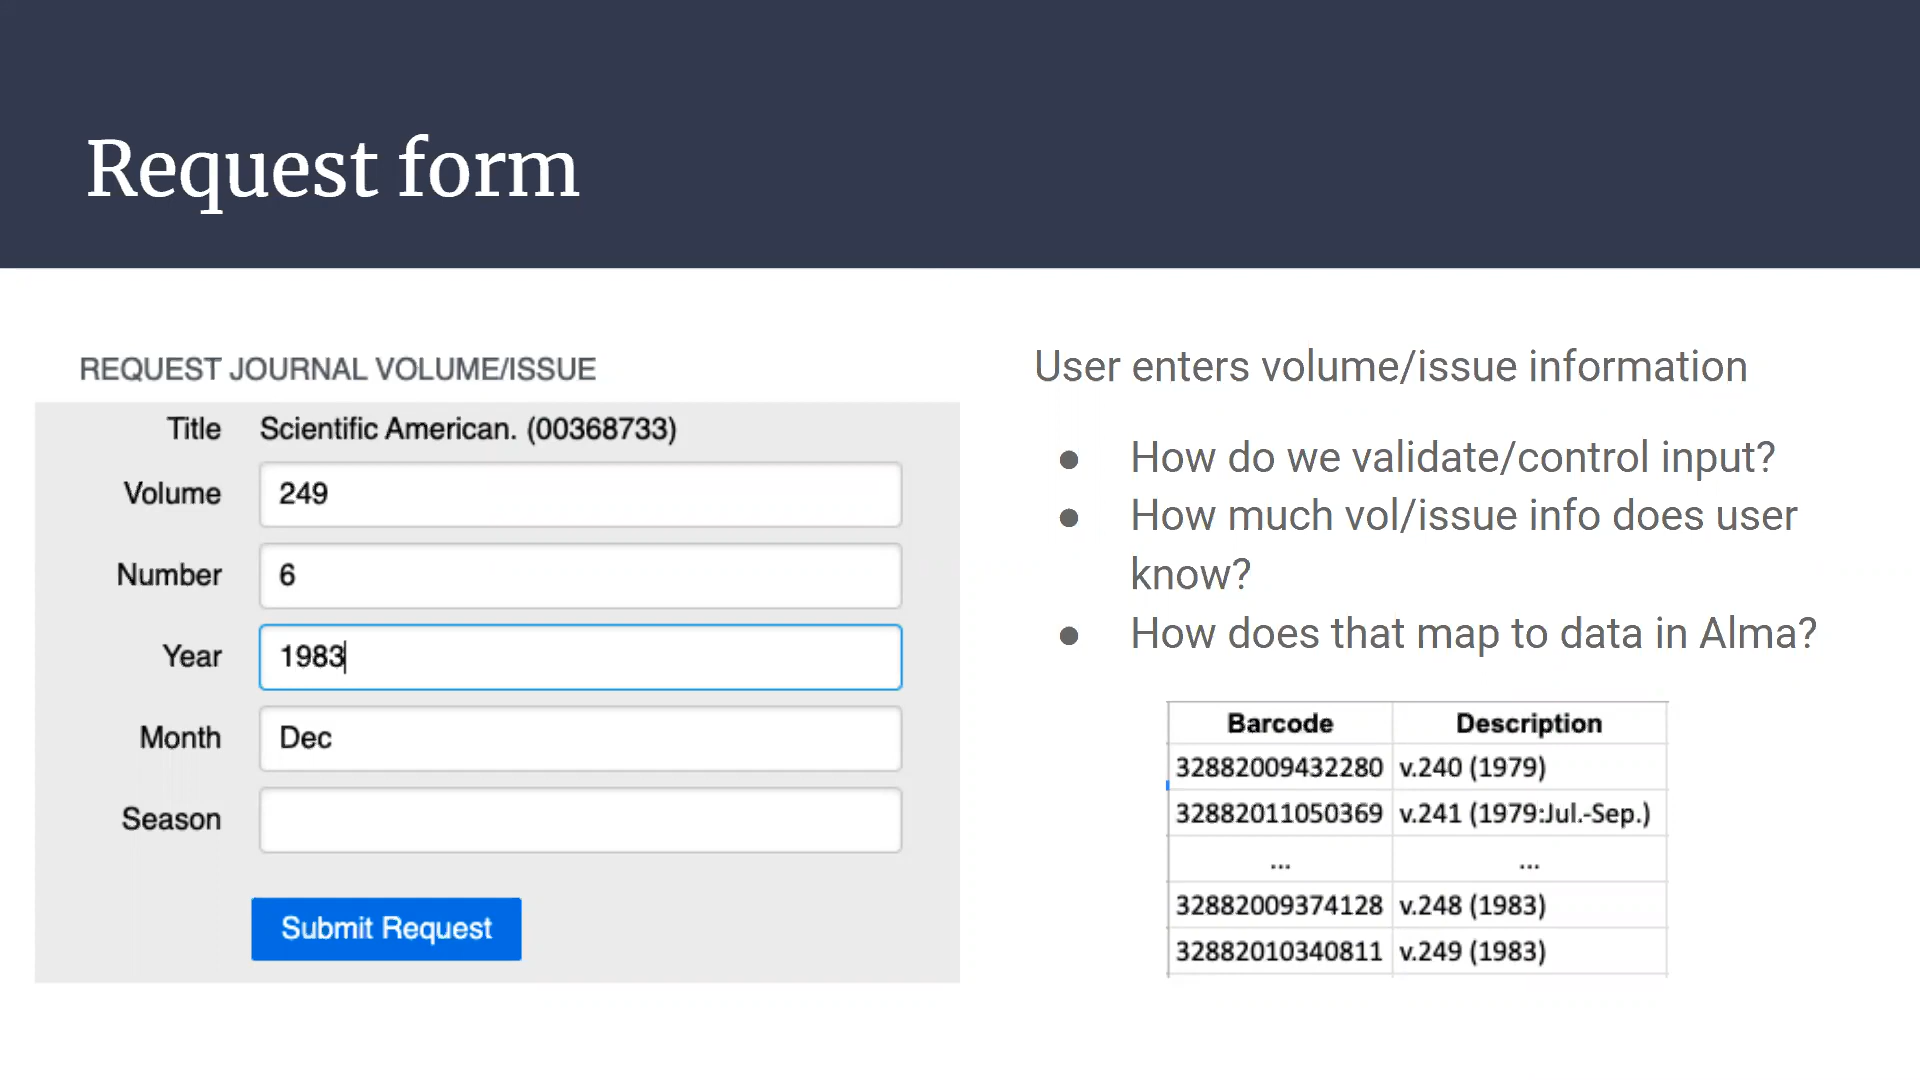 Request form
REQUEST JOURNAL VOLUME/ISSUE
Title Scientific American. (00368733)
Volume 249
Number 6
Year 1983
Month Dec
Season
Submit Request
User enters volume/issue information
● How do we validate/control input?
● How much vol/issue info does user
know?
● How does that map to data in Alma?
Barcode Description
32882009432280 v.240 (1979)
32882011050369 v.241 (1979:Jul.-Sep.)
... ...
32882009374128 v.248 (1983)
32882010340811 v.249 (1983)